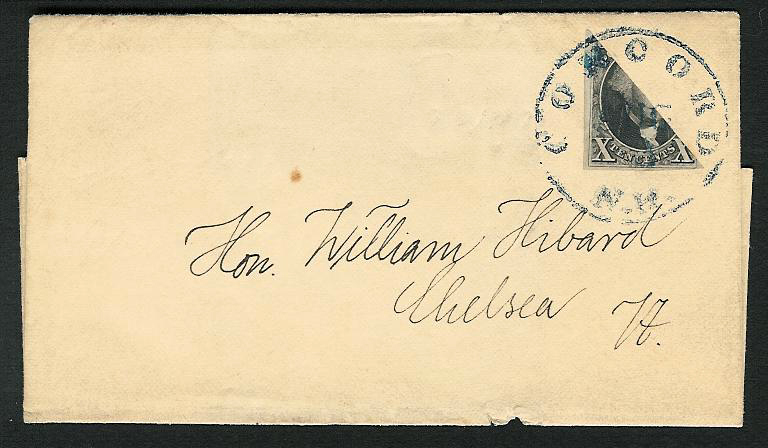 CONCORD
N.H.
X TEN CENTS X
Hon. William Hibard
Chelsea Vt.